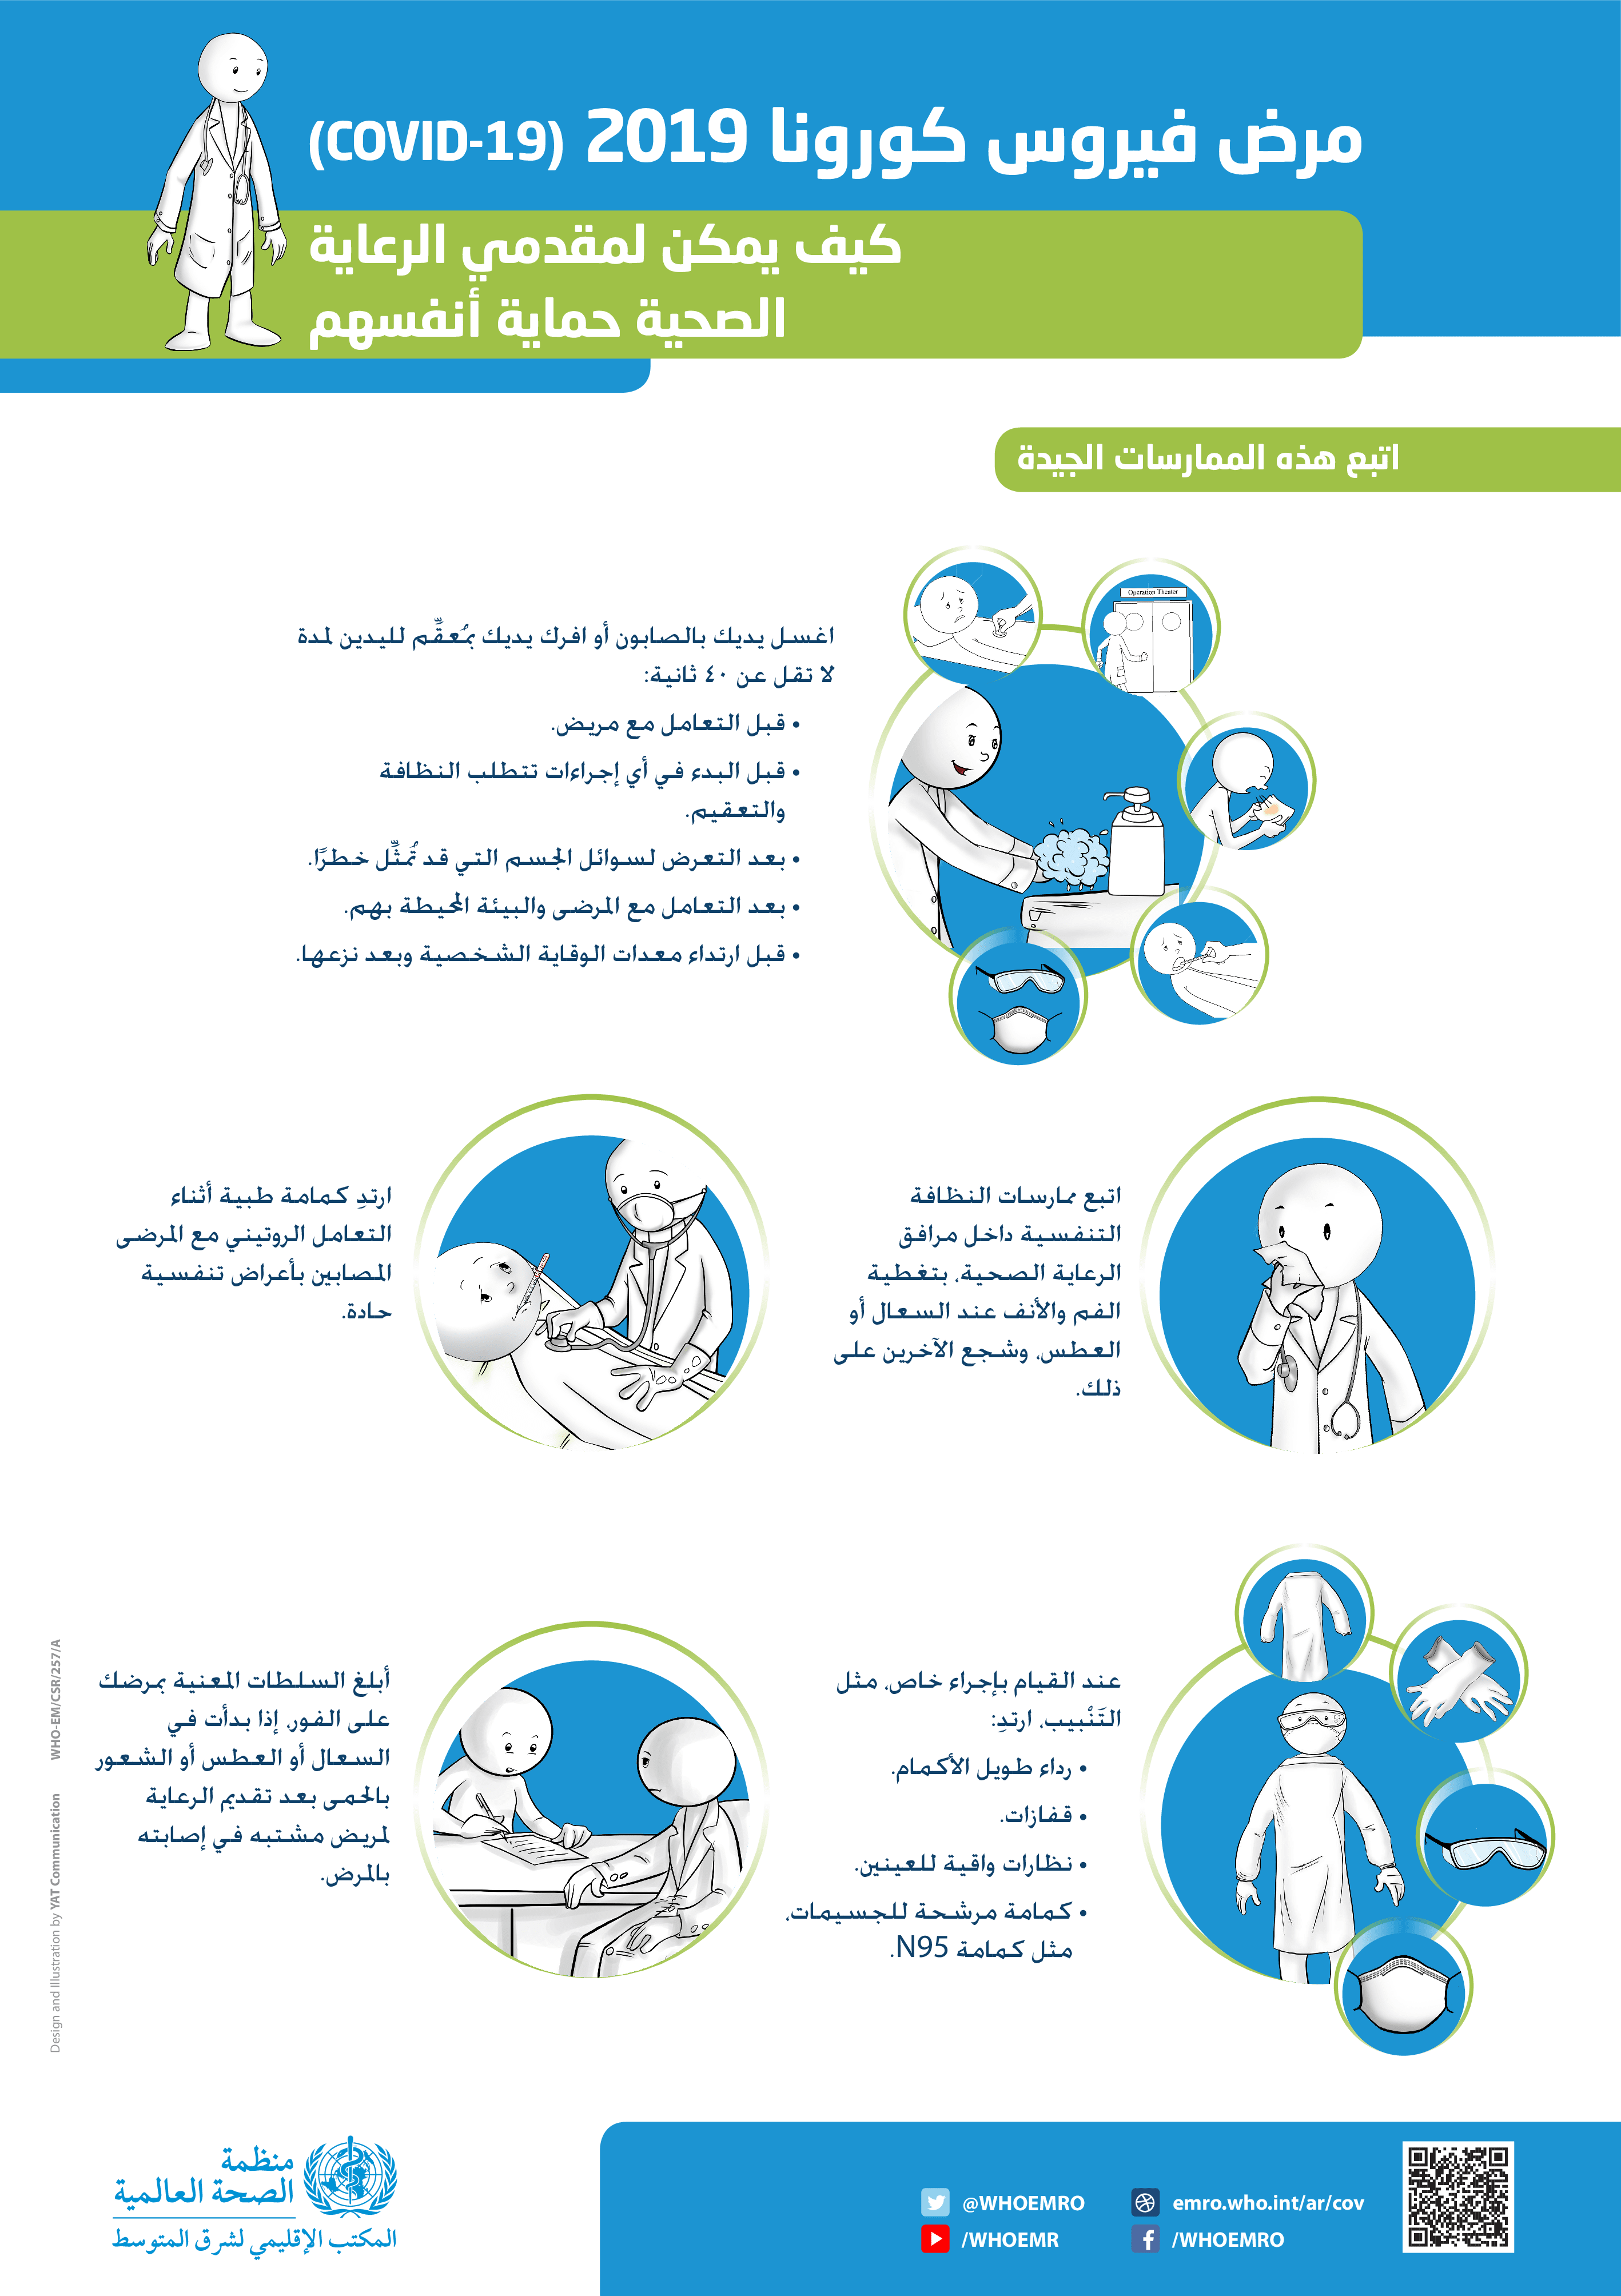 مرض فيروس كورونا 2019 (COVID-19)
كيف يمكن لمقدمي الرعاية
الصحية حماية أنفسهم
اتبع هذه الممارسات الجيدة
Operation Theater
اغسل يديك بالصابون أو افرك يديك بمُعقِّم لليدين لمدة
لا تقل عن ٤٠ ثانية:
• قبل التعامل مع مريض.
• قبل البدء في أي إجراءات تتطلب النظافة
والتعقيم.
• بعد التعرض لسوائل الجسم التي قد تُمثِّل خطرًا.
• بعد التعامل مع المرضى والبيئة المحيطة بهم.
• قبل ارتداء معدات الوقاية الشخصية وبعد نزعها.
اتبع ممارسات النظافة
التنفسية داخل مرافق
الرعاية الصحية، بتغطية
الفم والأنف عند السعال أو
العطس، وشجع الآخرين على
ذلك.
ارتدِ كمامة طبية أثناء
التعامل الروتيني مع المرضى
المصابين بأعراض تنفسية
حادة.
عند القيام بإجراء خاص، مثل
التَنْبيب، ارتدِ:
• رداء طويل الأكمام.
• قفازات.
• نظارات واقية للعينين.
• كمامة مرشحة للجسيمات،
مثل كمامة N95.
أبلغ السلطات المعنية بمرضك
على الفور، إذا بدأت في
السعال أو العطس أو الشعور
بالحمى بعد تقديم الرعاية
لمريض مشتبه في إصابته
بالمرض.
Design and Illustration by YAT Communication WHO-EM/CSR/257/A
منظمة
الصحة العالمية
المكتب الإقليمي لشرق المتوسط
@WHOEMRO
emro.who.int/ar/cov
/WHOEMR
/WHOEMRO